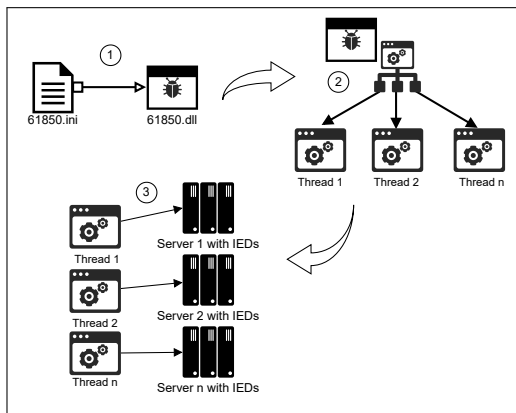 1
61850.ini
61850.dll
2
Thread 1
Thread 2
Thread n
3
Thread 1
Server 1 with IEDs
Thread 2
Server 2 with IEDs
Thread n
Server n with IEDs